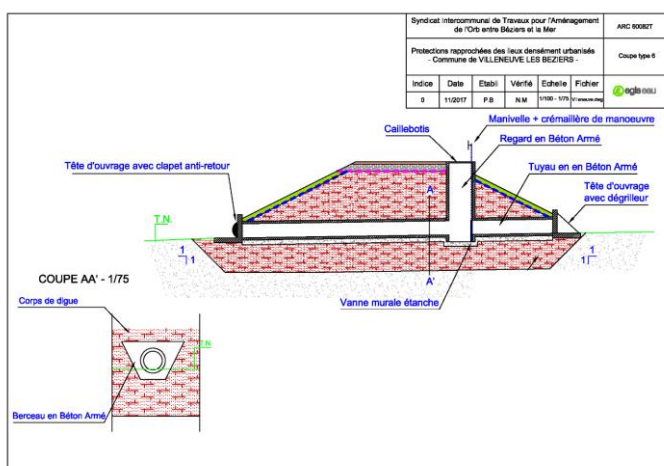 Syndicat Intercommunal de Travaux pour l'Aménagement
de l'Orb entre Béziers et la Mer
ARC 60082T
Protections rapprochées des lieux densément urbanisés
- Commune de VILLENEUVE LES BEZIERS -
Coupe type 6
Indice Date Etabli Vérifié Echelle Fichier
0 11/2017 P.B N.M 1/100 - 1/75
egis eau
Manivelle + crémaillère de manoeuvre
Caillebotis
Regard en Béton Armé
Tête d'ouvrage avec clapet anti-retour
Tuyau en en Béton Armé
A
Tête d'ouvrage
avec dégrilleur
T.N.
1
1
1
1
A'
COUPE AA' - 1/75
Vanne murale étanche
Corps de digue
T.N.
Berceau en Béton Armé